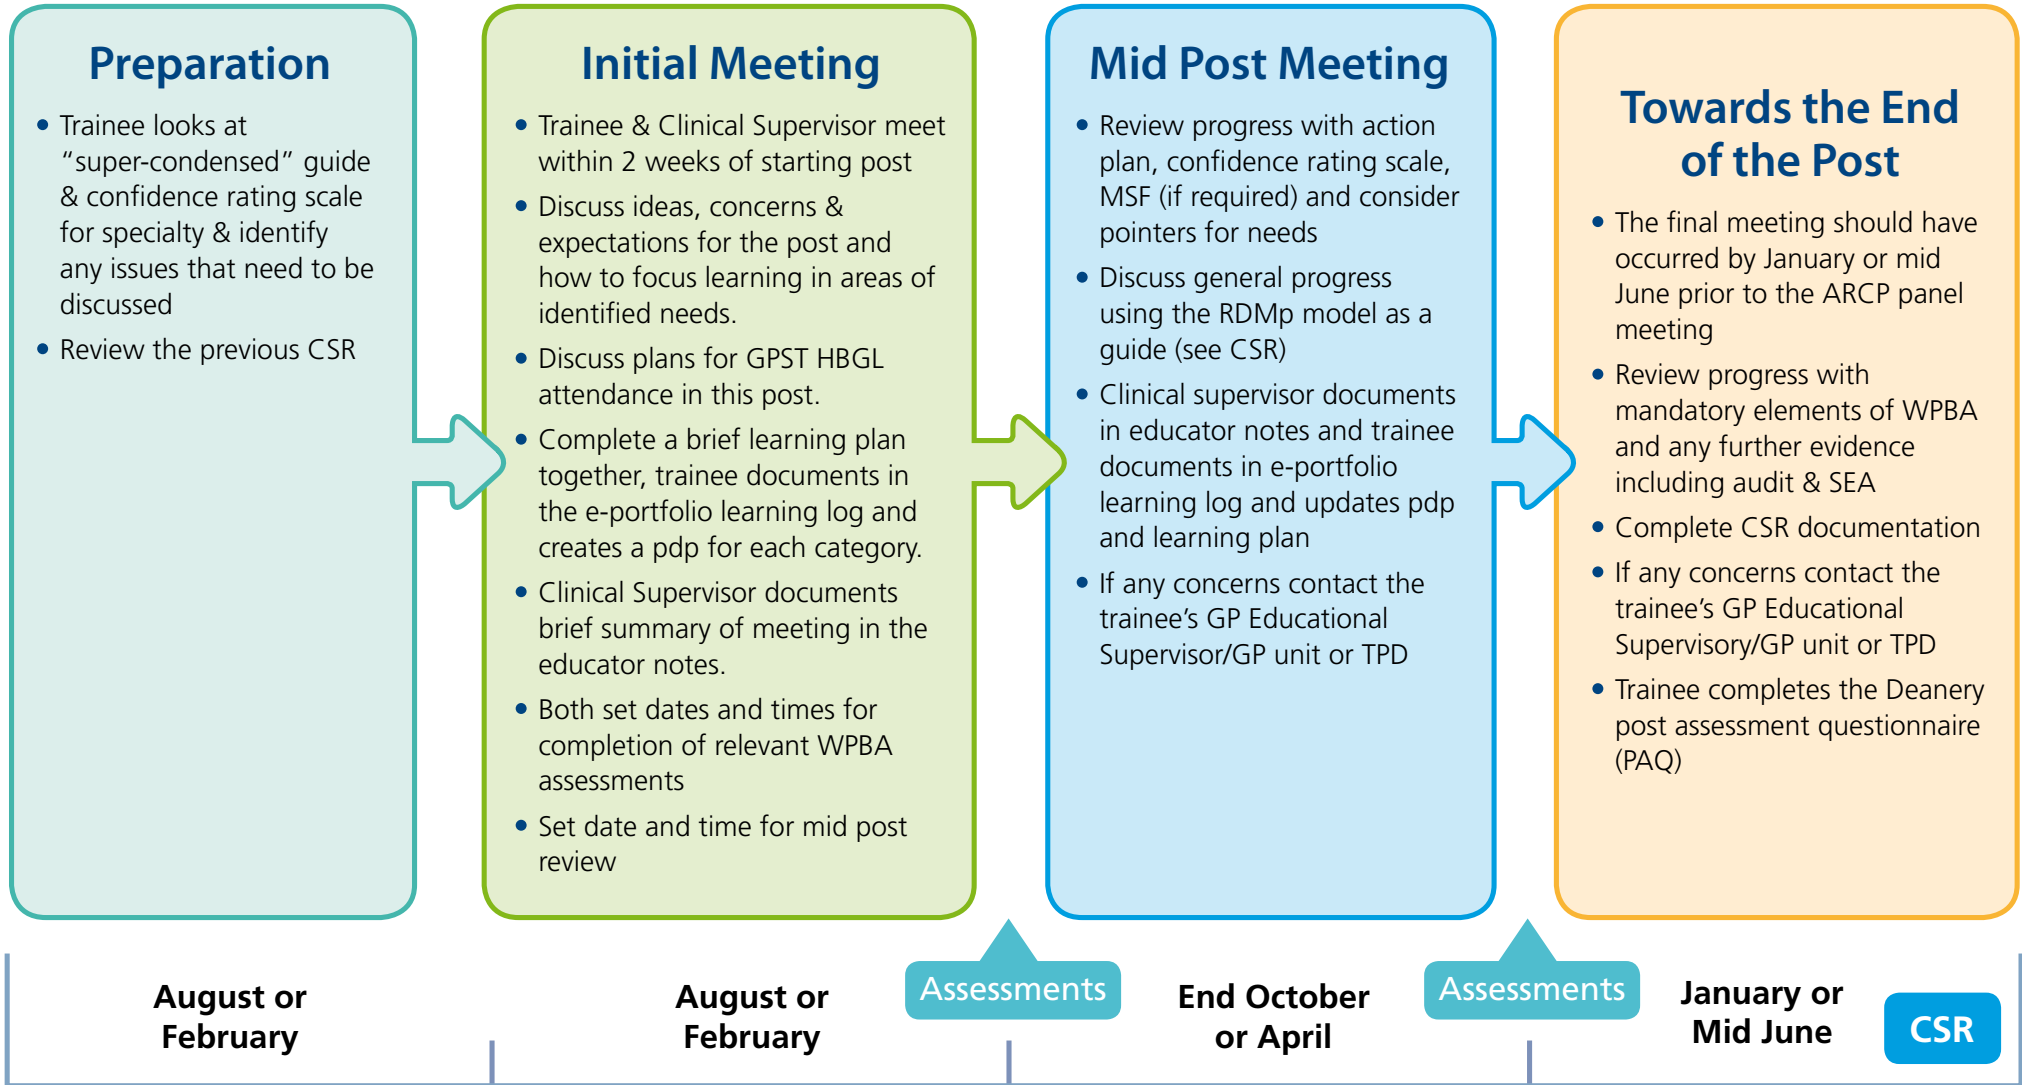 Preparation
• Trainee looks at
“super-condensed” guide
& confidence rating scale
for specialty & identify
any issues that need to be
discussed
• Review the previous CSR
Initial Meeting
• Trainee & Clinical Supervisor meet
within 2 weeks of starting post
• Discuss ideas, concerns &
expectations for the post and
how to focus learning in areas of
identified needs.
• Discuss plans for GPST HBGL
attendance in this post.
• Complete a brief learning plan
together, trainee documents in
the e-portfolio learning log and
creates a pdp for each category.
• Clinical Supervisor documents
brief summary of meeting in the
educator notes.
• Both set dates and times for
completion of relevant WPBA
assessments
• Set date and time for mid post
review
Mid Post Meeting
• Review progress with action
plan, confidence rating scale,
MSF (if required) and consider
pointers for needs
• Discuss general progress
using the RDMp model as a
guide (see CSR)
• Clinical supervisor documents
in educator notes and trainee
documents in e-portfolio
learning log and updates pdp
and learning plan
• If any concerns contact the
trainee’s GP Educational
Supervisor/GP unit or TPD
Towards the End
of the Post
• The final meeting should have
occurred by January or mid
June prior to the ARCP panel
meeting
• Review progress with
mandatory elements of WPBA
and any further evidence
including audit & SEA
• Complete CSR documentation
• If any concerns contact the
trainee’s GP Educational
Supervisory/GP unit or TPD
• Trainee completes the Deanery
post assessment questionnaire
(PAQ)
August or
February
August or
February
Assessments
End October
or April
Assessments
January or
Mid June
CSR